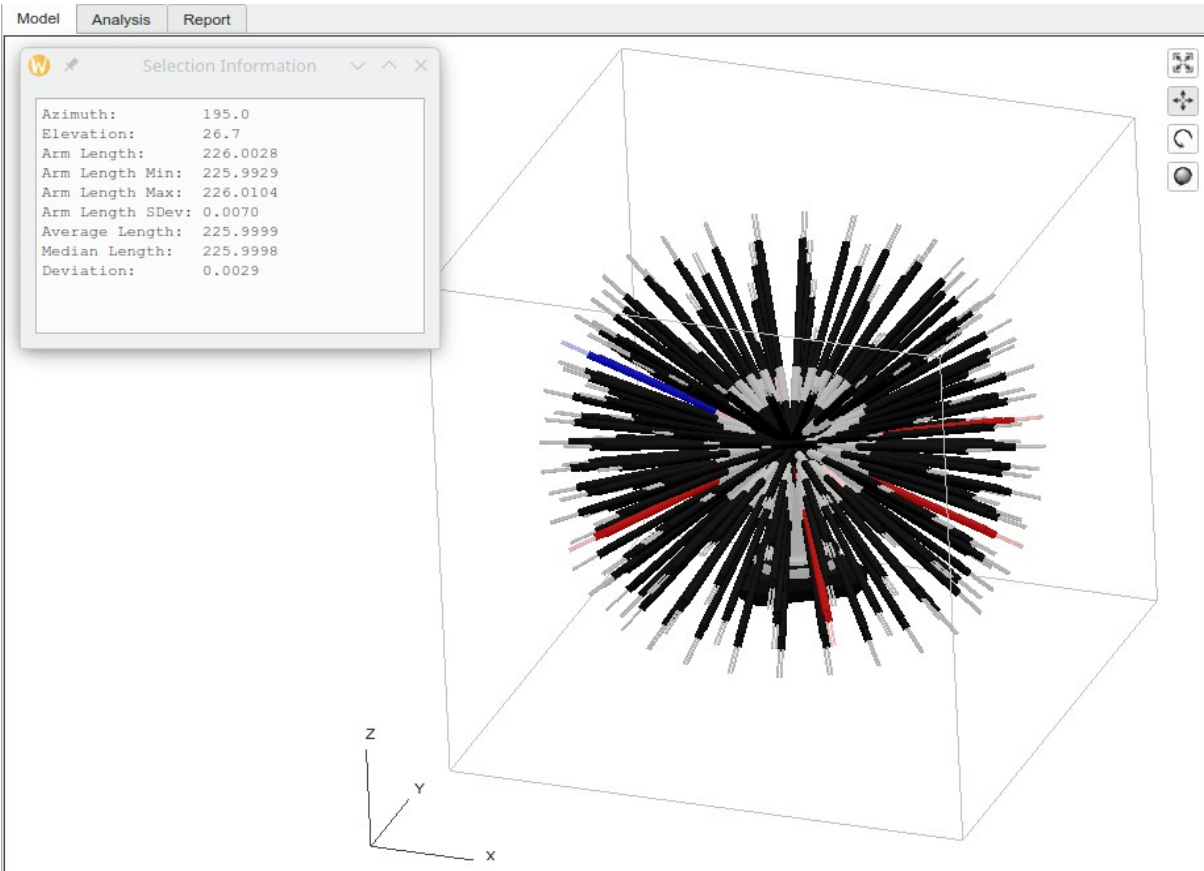 Model Analysis Report
Selection Information
Azimuth: 195.0
Elevation: 26.7
Arm Length: 226.0028
Arm Length Min: 225.9929
Arm Length Max: 226.0104
Arm Length SDev: 0.0070
Average Length: 225.9999
Median Length: 225.9998
Deviation: 0.0029
Z
Y
X